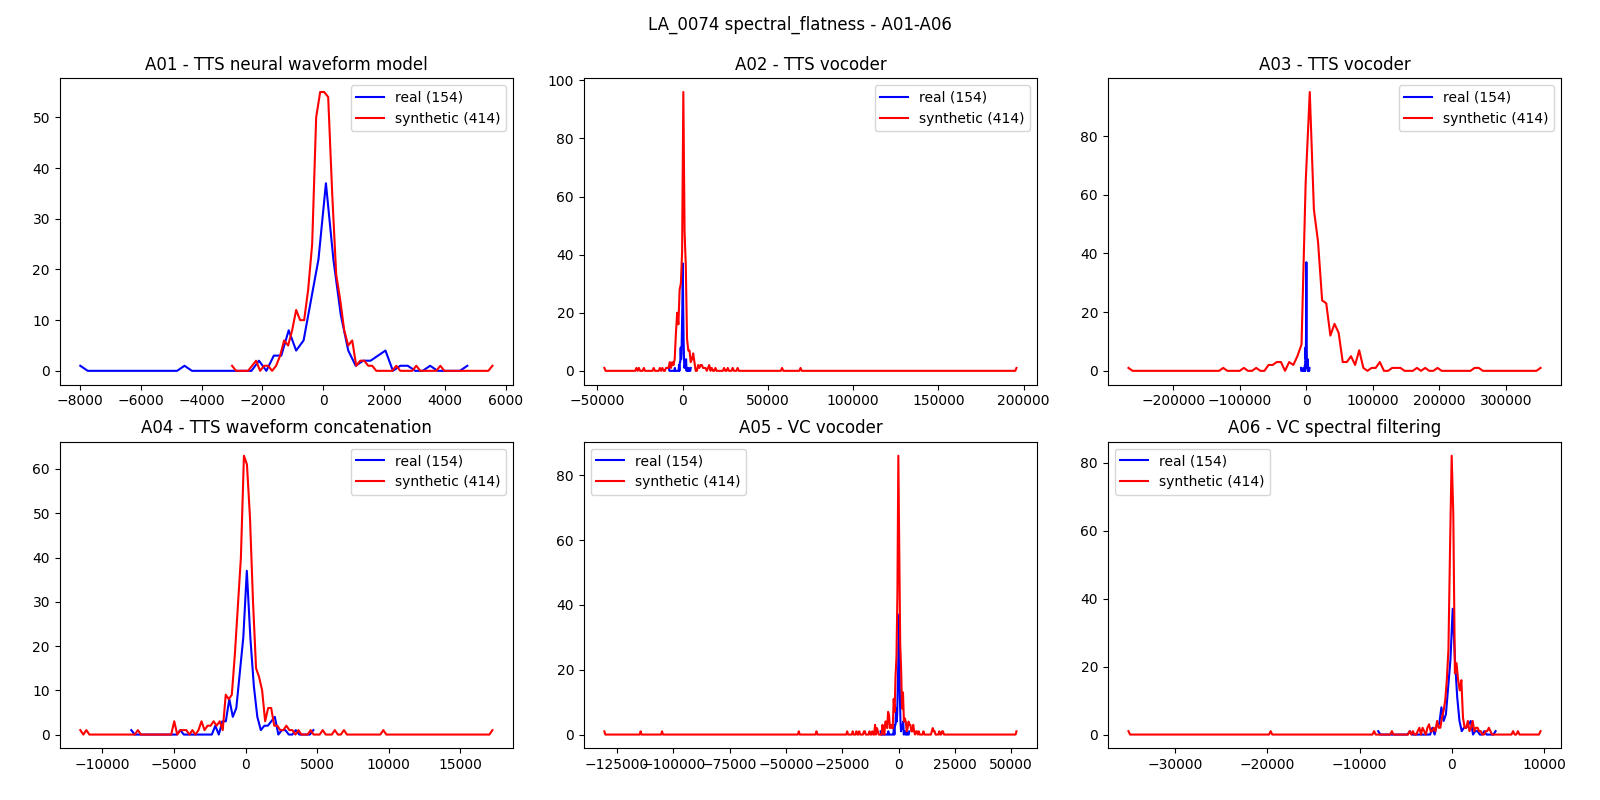 LA_0074 spectral_flatness - A01-A06
A01 - TTS neural waveform model
real (154)
synthetic (414)
0
10
20
30
40
50
−8000 −6000 −4000 −2000 0 2000 4000 6000
A02 - TTS vocoder
real (154)
synthetic (414)
0
20
40
60
80
100
−50000 0 50000 100000 150000 200000
A03 - TTS vocoder
real (154)
synthetic (414)
0
20
40
60
80
−200000 −100000 0 100000 200000 300000
A04 - TTS waveform concatenation
real (154)
synthetic (414)
0
10
20
30
40
50
60
−10000 −5000 0 5000 10000 15000
A05 - VC vocoder
real (154)
synthetic (414)
0
20
40
60
80
−125000 −100000 −75000 −50000 −25000 0 25000 50000
A06 - VC spectral filtering
real (154)
synthetic (414)
0
20
40
60
80
−30000 −20000 −10000 0 10000